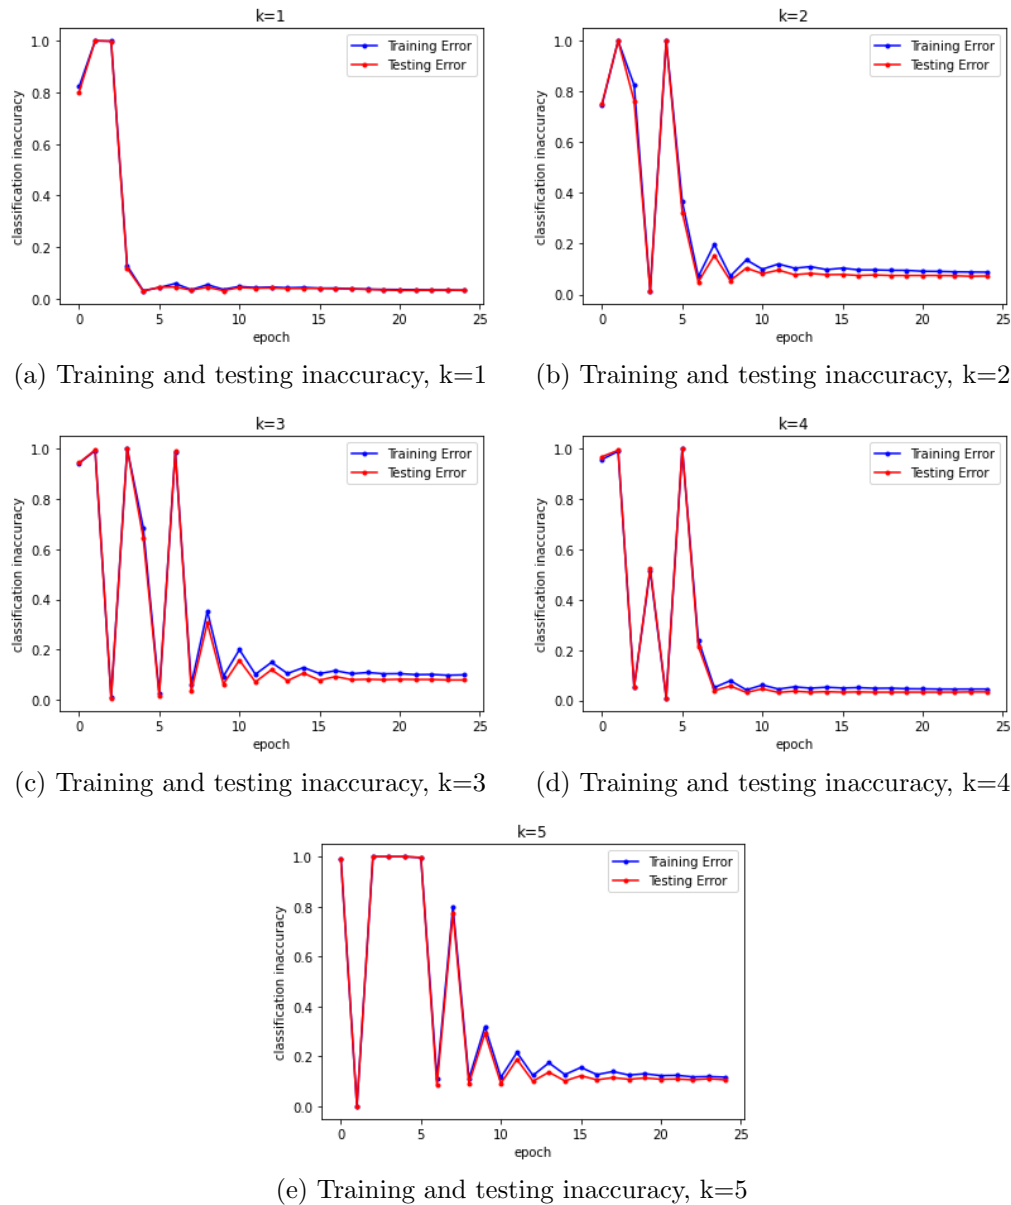 k=1
Training Error
Testing Error
classification inaccuracy
1.0
0.8
0.6
0.4
0.2
0.0
0 5 10 15 20 25
epoch
(a) Training and testing inaccuracy, k=1
k=2
Training Error
Testing Error
classification inaccuracy
1.0
0.8
0.6
0.4
0.2
0.0
0 5 10 15 20 25
epoch
(b) Training and testing inaccuracy, k=2
k=3
Training Error
Testing Error
classification inaccuracy
1.0
0.8
0.6
0.4
0.2
0.0
0 5 10 15 20 25
epoch
(c) Training and testing inaccuracy, k=3
k=4
Training Error
Testing Error
classification inaccuracy
1.0
0.8
0.6
0.4
0.2
0.0
0 5 10 15 20 25
epoch
(d) Training and testing inaccuracy, k=4
k=5
Training Error
Testing Error
classification inaccuracy
1.0
0.8
0.6
0.4
0.2
0.0
0 5 10 15 20 25
epoch
(e) Training and testing inaccuracy, k=5